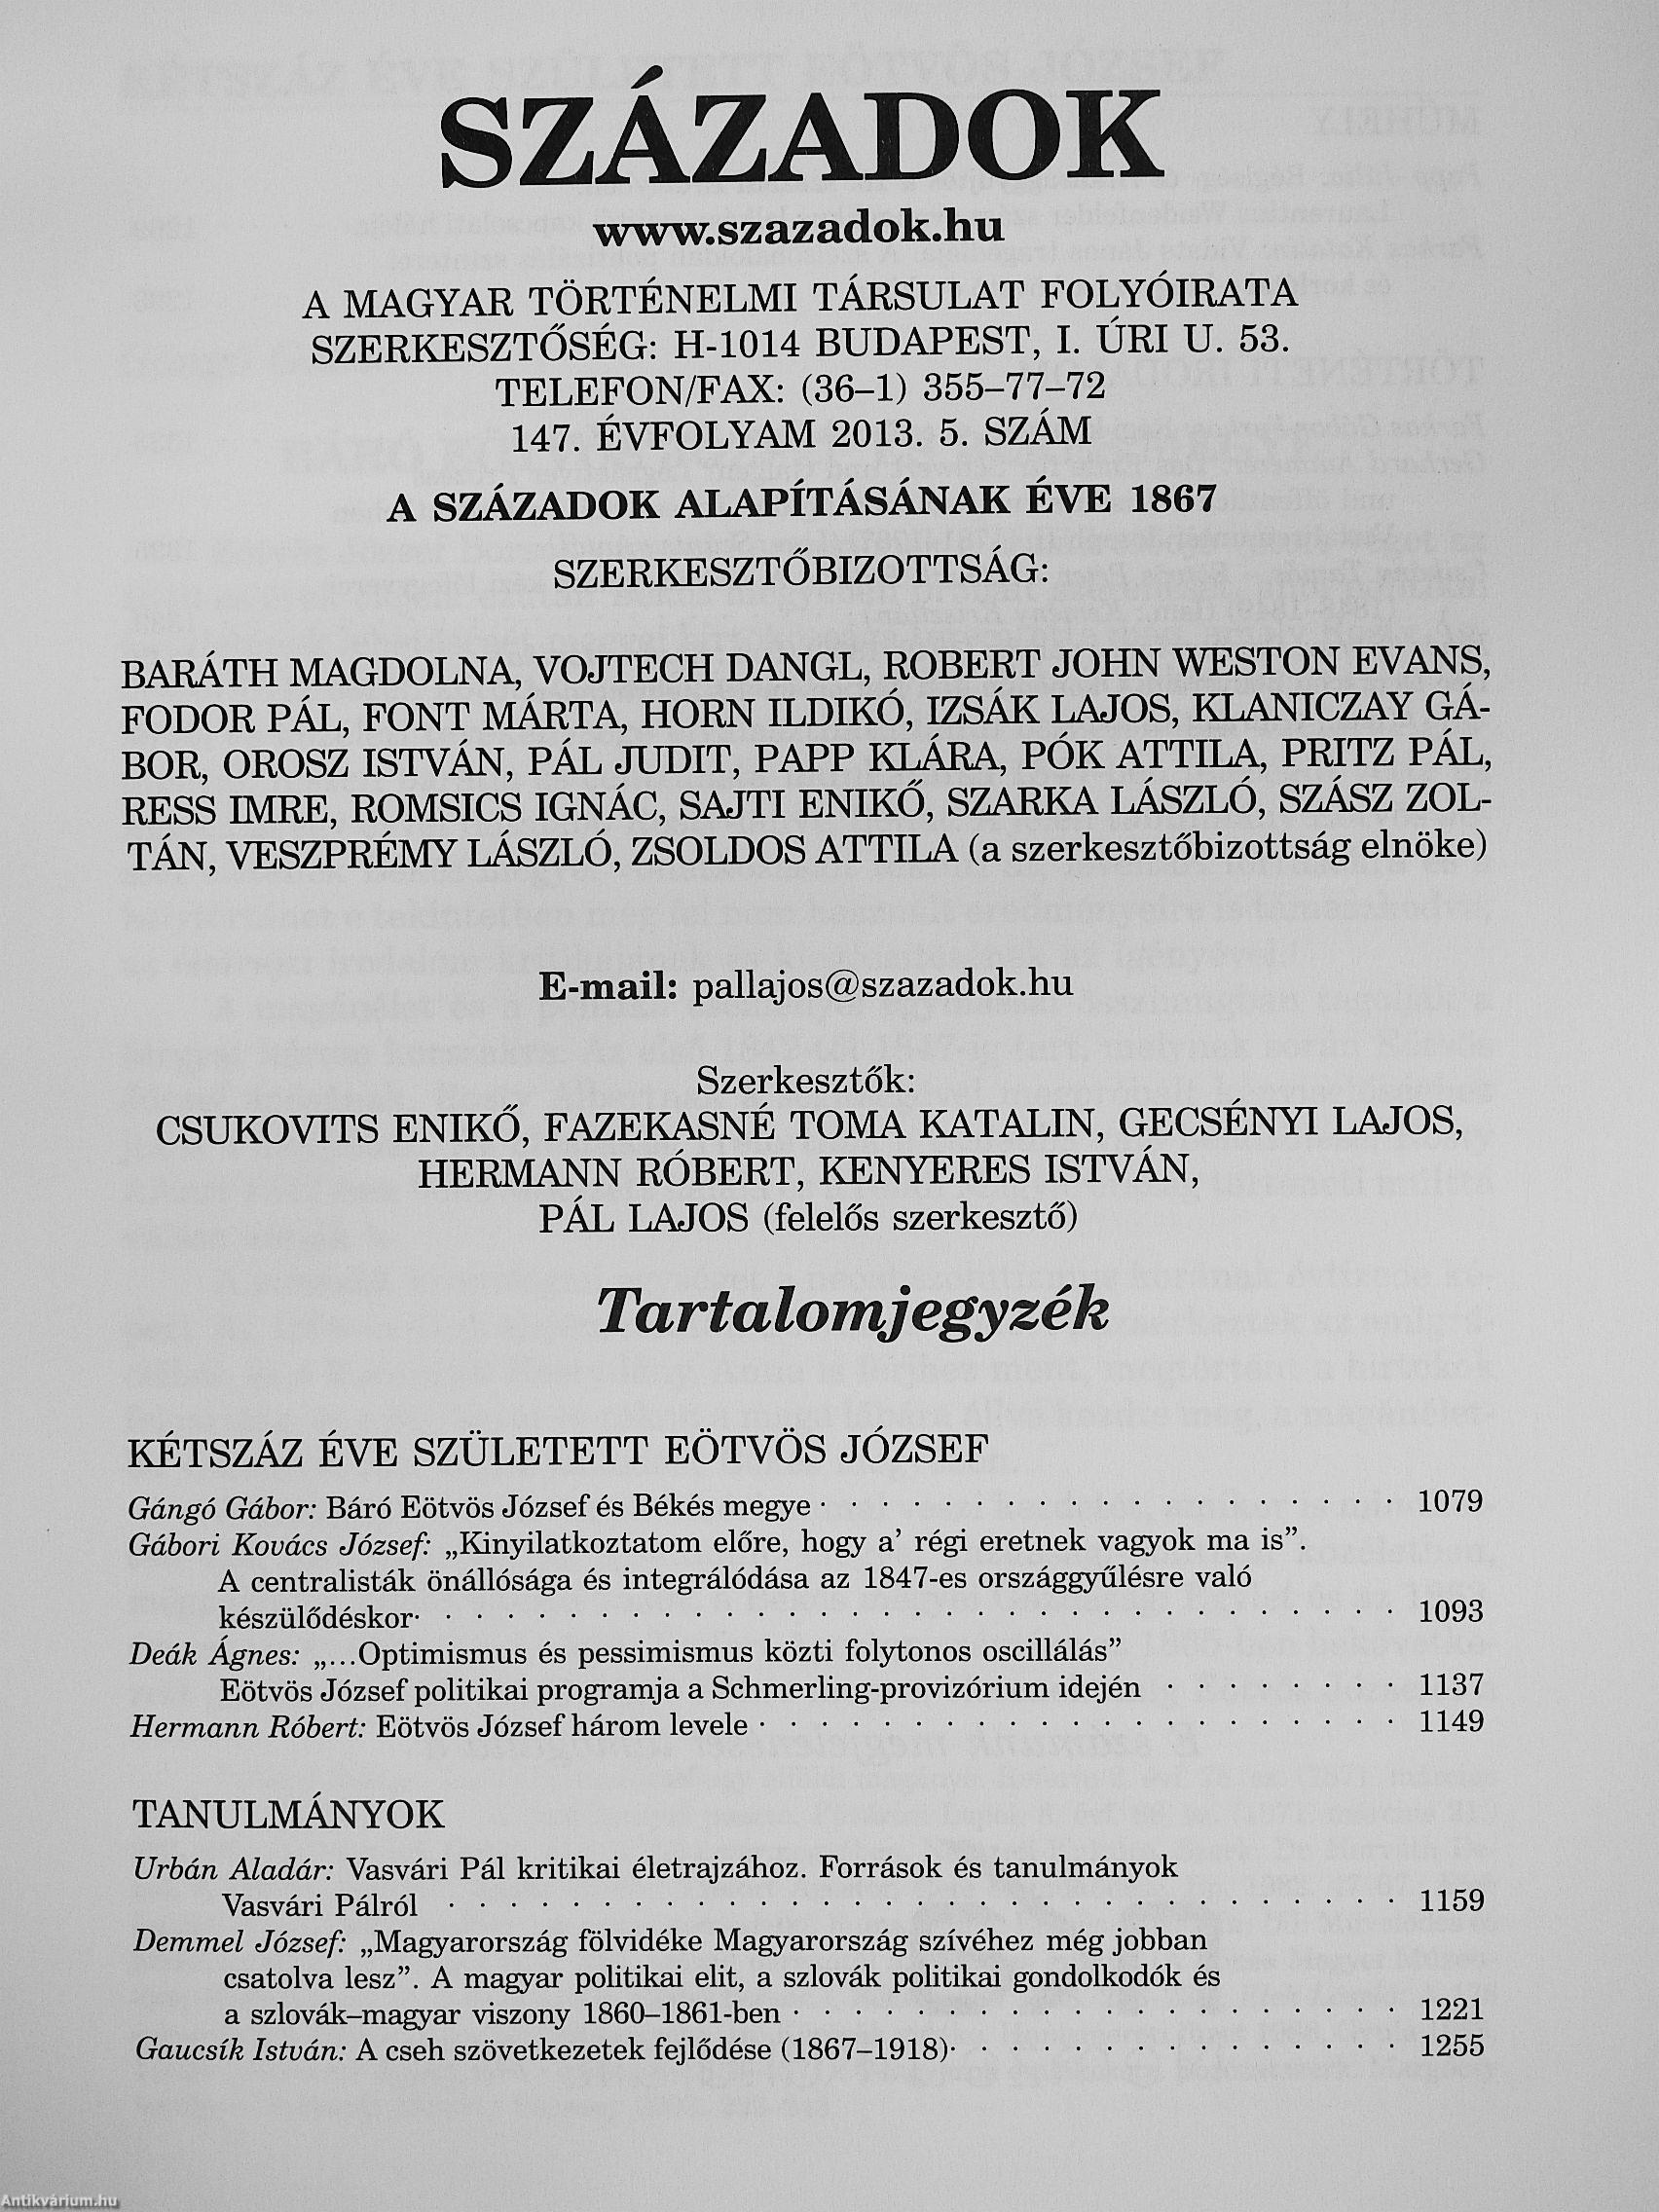 SZÁZADOK
www.szazadok.hu
A MAGYAR TÖRTÉNELMI TÁRSULAT FOLYÓIRATA
SZERKESZTŐSÉG: H-1014 BUDAPEST, I. ÚRI U. 53.
TELEFON/FAX: (36–1) 355–77–72
147. ÉVFOLYAM 2013. 5. SZÁM
A SZÁZADOK ALAPÍTÁSÁNAK ÉVE 1867
SZERKESZTŐBIZOTTSÁG:
BARÁTH MAGDOLNA, VOJTECH DANGL, ROBERT JOHN WESTON EVANS,
FODOR PÁL, FONT MÁRTA, HORN ILDIKÓ, IZSÁK LAJOS, KLANICZAY GÁ-
BOR, OROSZ ISTVÁN, PÁL JUDIT, PAPP KLÁRA, PÓK ATTILA, PRITZ PÁL,
RESS IMRE, ROMSICS IGNÁC, SAJTI ENIKŐ, SZARKA LÁSZLÓ, SZÁSZ ZOL-
TÁN, VESZPRÉMY LÁSZLÓ, ZSOLDOS ATTILA (a szerkesztőbizottság elnöke)
E-mail: pallajos@szazadok.hu
Szerkesztők:
CSUKOVITS ENIKŐ, FAZEKASNÉ TOMA KATALIN, GECSÉNYI LAJOS,
HERMANN RÓBERT, KENYERES ISTVÁN,
PÁL LAJOS (felelős szerkesztő)
Tartalomjegyzék
KÉTSZÁZ ÉVE SZÜLETETT EÖTVÖS JÓZSEF
Gángó Gábor: Báró Eötvös József és Békés megye · · · · · · · · · · · · · · · · · · · 1079
Gábori Kovács József: „Kinyilatkoztatom előre, hogy a’ régi eretnek vagyok ma is”.
A centralisták önállósága és integrálódása az 1847-es országgyűlésre való
készülődéskor · · · · · · · · · · · · · · · · · · · · · · · · · · · · · · · · 1093
Deák Ágnes: „...Optimismus és pessimismus közti folytonos oscillálás”
Eötvös József politikai programja a Schmerling-provizórium idején · · · · · · · · 1137
Hermann Róbert: Eötvös József három levele · · · · · · · · · · · · · · · · · · · · · 1149
TANULMÁNYOK
Urbán Aladár: Vasvári Pál kritikai életrajzához. Források és tanulmányok
Vasvári Pálról · · · · · · · · · · · · · · · · · · · · · · · · · · · · · · · 1159
Demmel József: „Magyarország fölvidéke Magyarország szívéhez még jobban
csatolva lesz”. A magyar politikai elit, a szlovák politikai gondolkodók és
a szlovák–magyar viszony 1860–1861-ben · · · · · · · · · · · · · · · · · · · · 1221
Gaucsík István: A cseh szövetkezetek fejlődése (1867–1918) · · · · · · · · · · · · · · · 1255
Antikvárium.hu